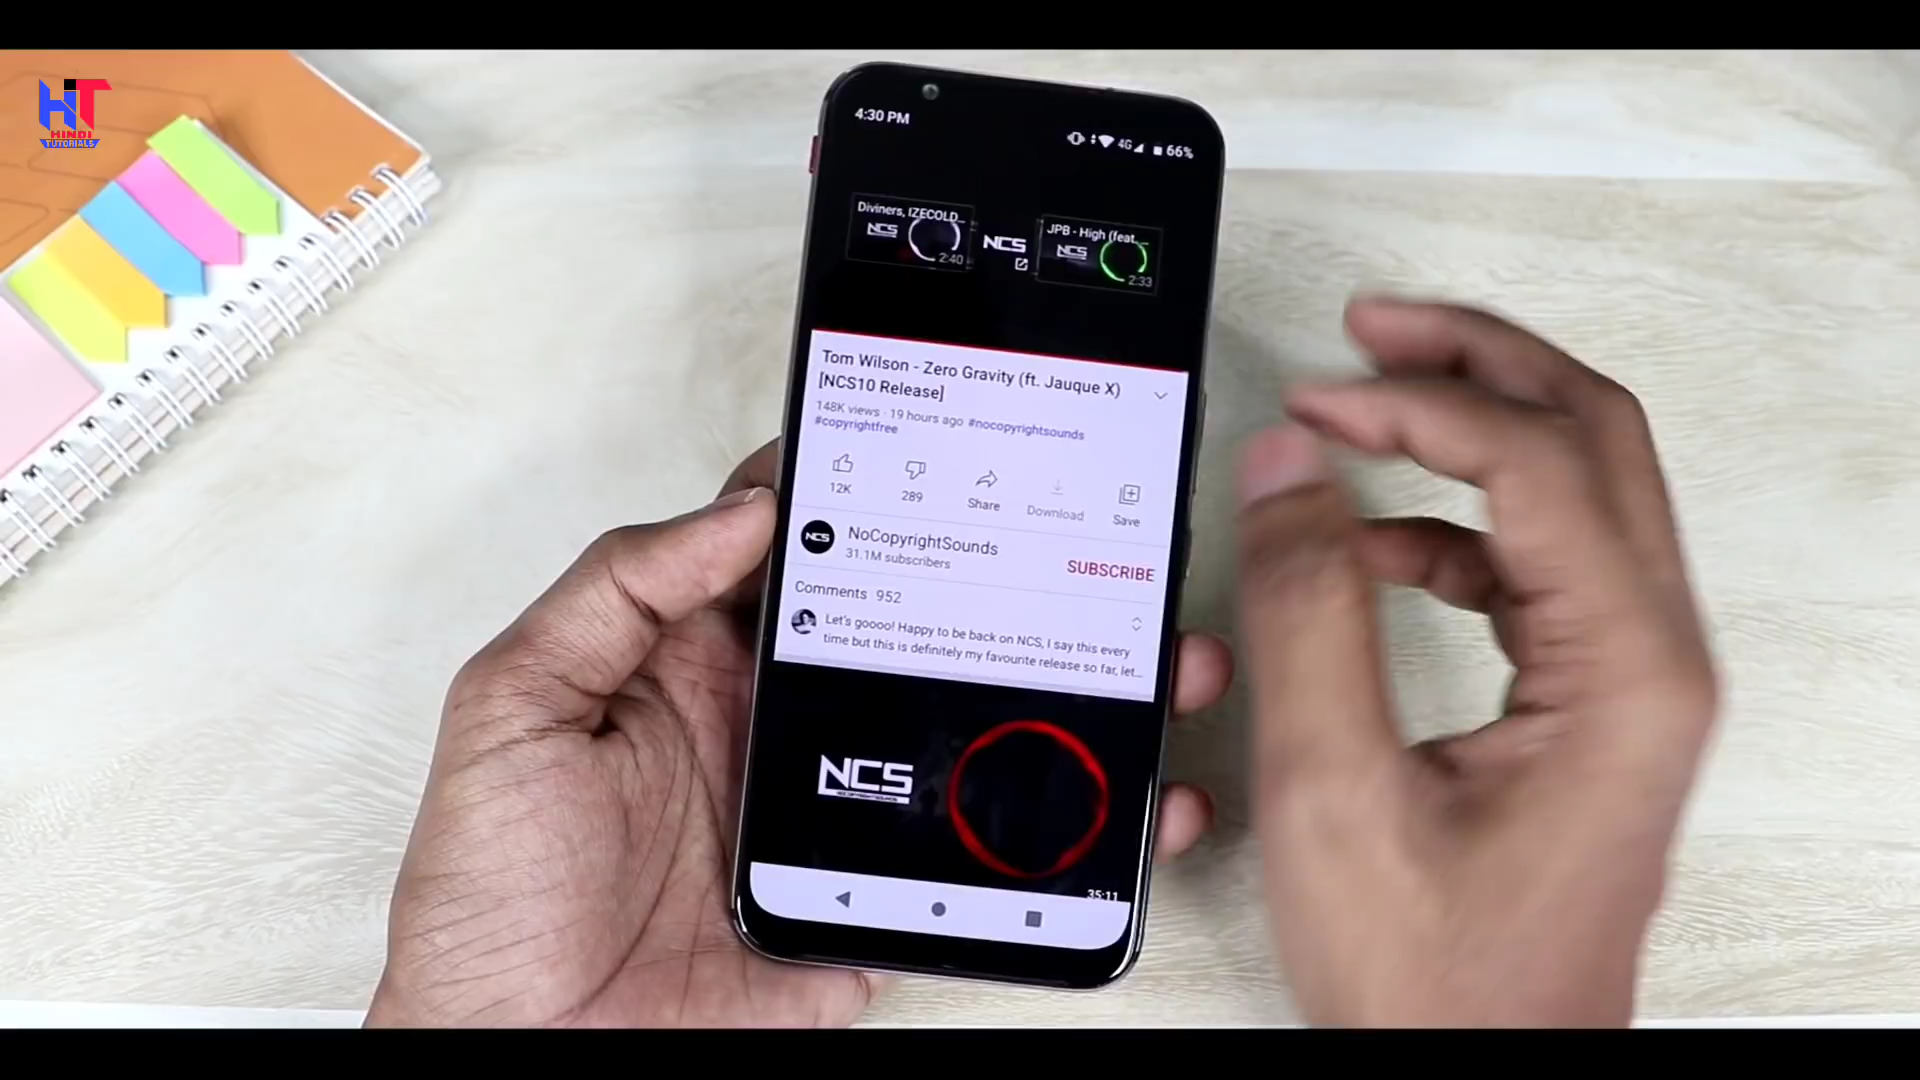 HT
HINDI
TUTORIALS
4:30 PM
4G 66%
Diviners, IZECOLD...
NCS
2:40
NCS
JPB - High (feat....
NCS
2:33
Tom Wilson - Zero Gravity (ft. Jauque X)
[NCS10 Release]
148K views · 19 hours ago #nocopyrightsounds
#copyrightfree
12K
289
Share
Download
Save
NCS
NoCopyrightSounds
31.1M subscribers
SUBSCRIBE
Comments 952
Let's goooo! Happy to be back on NCS, I say this every
time but this is definitely my favourite release so far, let...
NCS
NOCOPYRIGHTSOUNDS
35:11